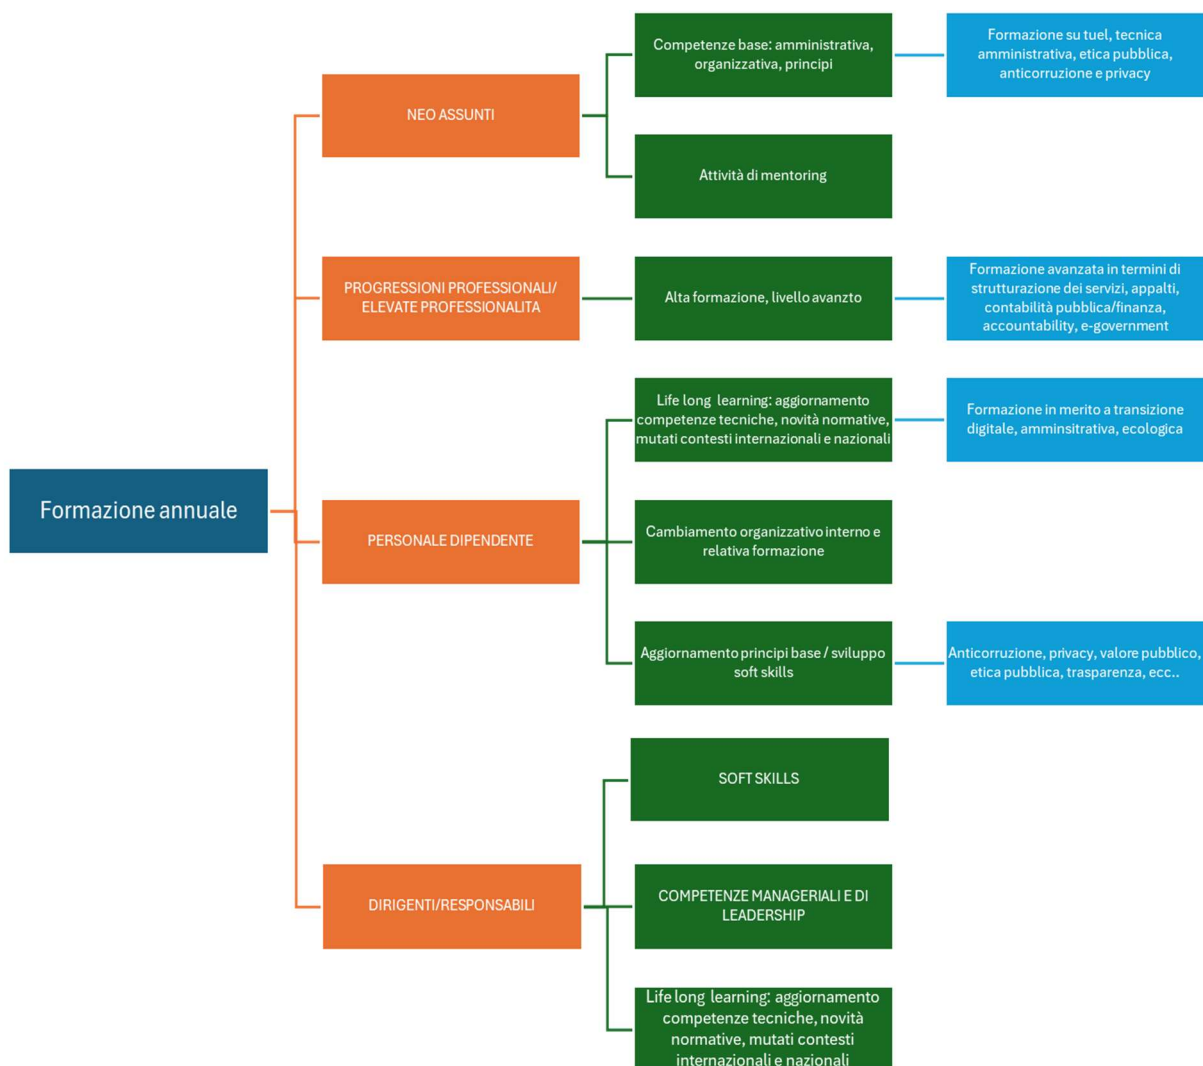 Formazione annuale
NEO ASSUNTI
Competenze base: amministrativa,
organizzativa, principi
Formazione su tuel, tecnica
amministrativa, etica pubblica,
anticorruzione e privacy
Attività di mentoring
PROGRESSIONI PROFESSIONALI/
ELEVATE PROFESSIONALITA
Alta formazione, livello avanzto
Formazione avanzata in termini di
strutturazione dei servizi, appalti,
contabilità pubblica/finanza,
accountability, e-government
PERSONALE DIPENDENTE
Life long learning: aggiornamento
competenze tecniche, novità normative,
mutati contesti internazionali e nazionali
Formazione in merito a transizione
digitale, amminsitrativa, ecologica
Cambiamento organizzativo interno e
relativa formazione
Aggiornamento principi base / sviluppo
soft skills
Anticorruzione, privacy, valore pubblico,
etica pubblica, trasparenza, ecc..
DIRIGENTI/RESPONSABILI
SOFT SKILLS
COMPETENZE MANAGERIALI E DI
LEADERSHIP
Life long learning: aggiornamento
competenze tecniche, novità
normative, mutati contesti
internazionali e nazionali